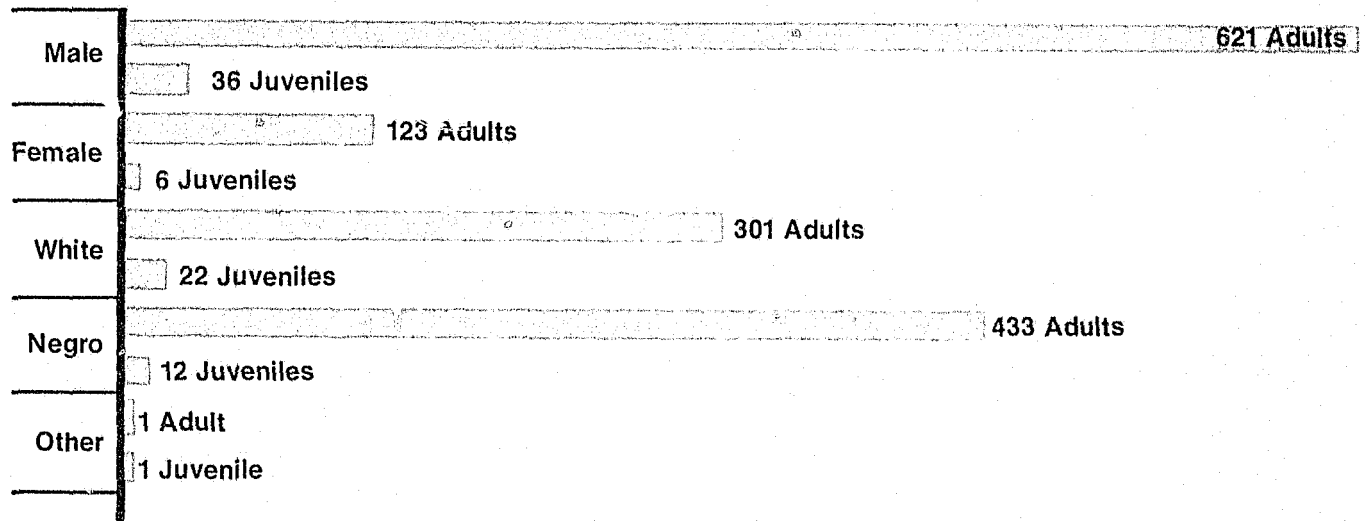 Male
621 Adults
36 Juveniles
Female
123 Adults
6 Juveniles
White
301 Adults
22 Juveniles
Negro
433 Adults
12 Juveniles
Other
1 Adult
1 Juvenile